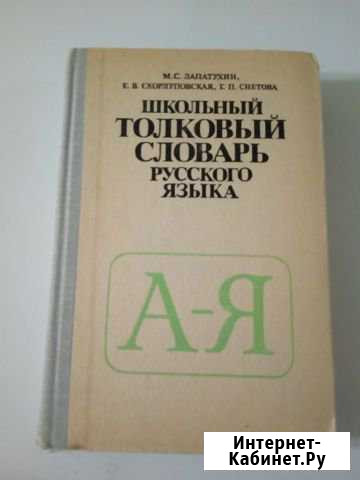 М. С. ЛАПАТУХИН,
Е. В. СКОРЛУПОВСКАЯ, Г. П. СНЕТОВА
ШКОЛЬНЫЙ
ТОЛКОВЫЙ
СЛОВАРЬ
РУССКОГО
ЯЗЫКА
А-Я
Интернет-
Кабинет.Ру